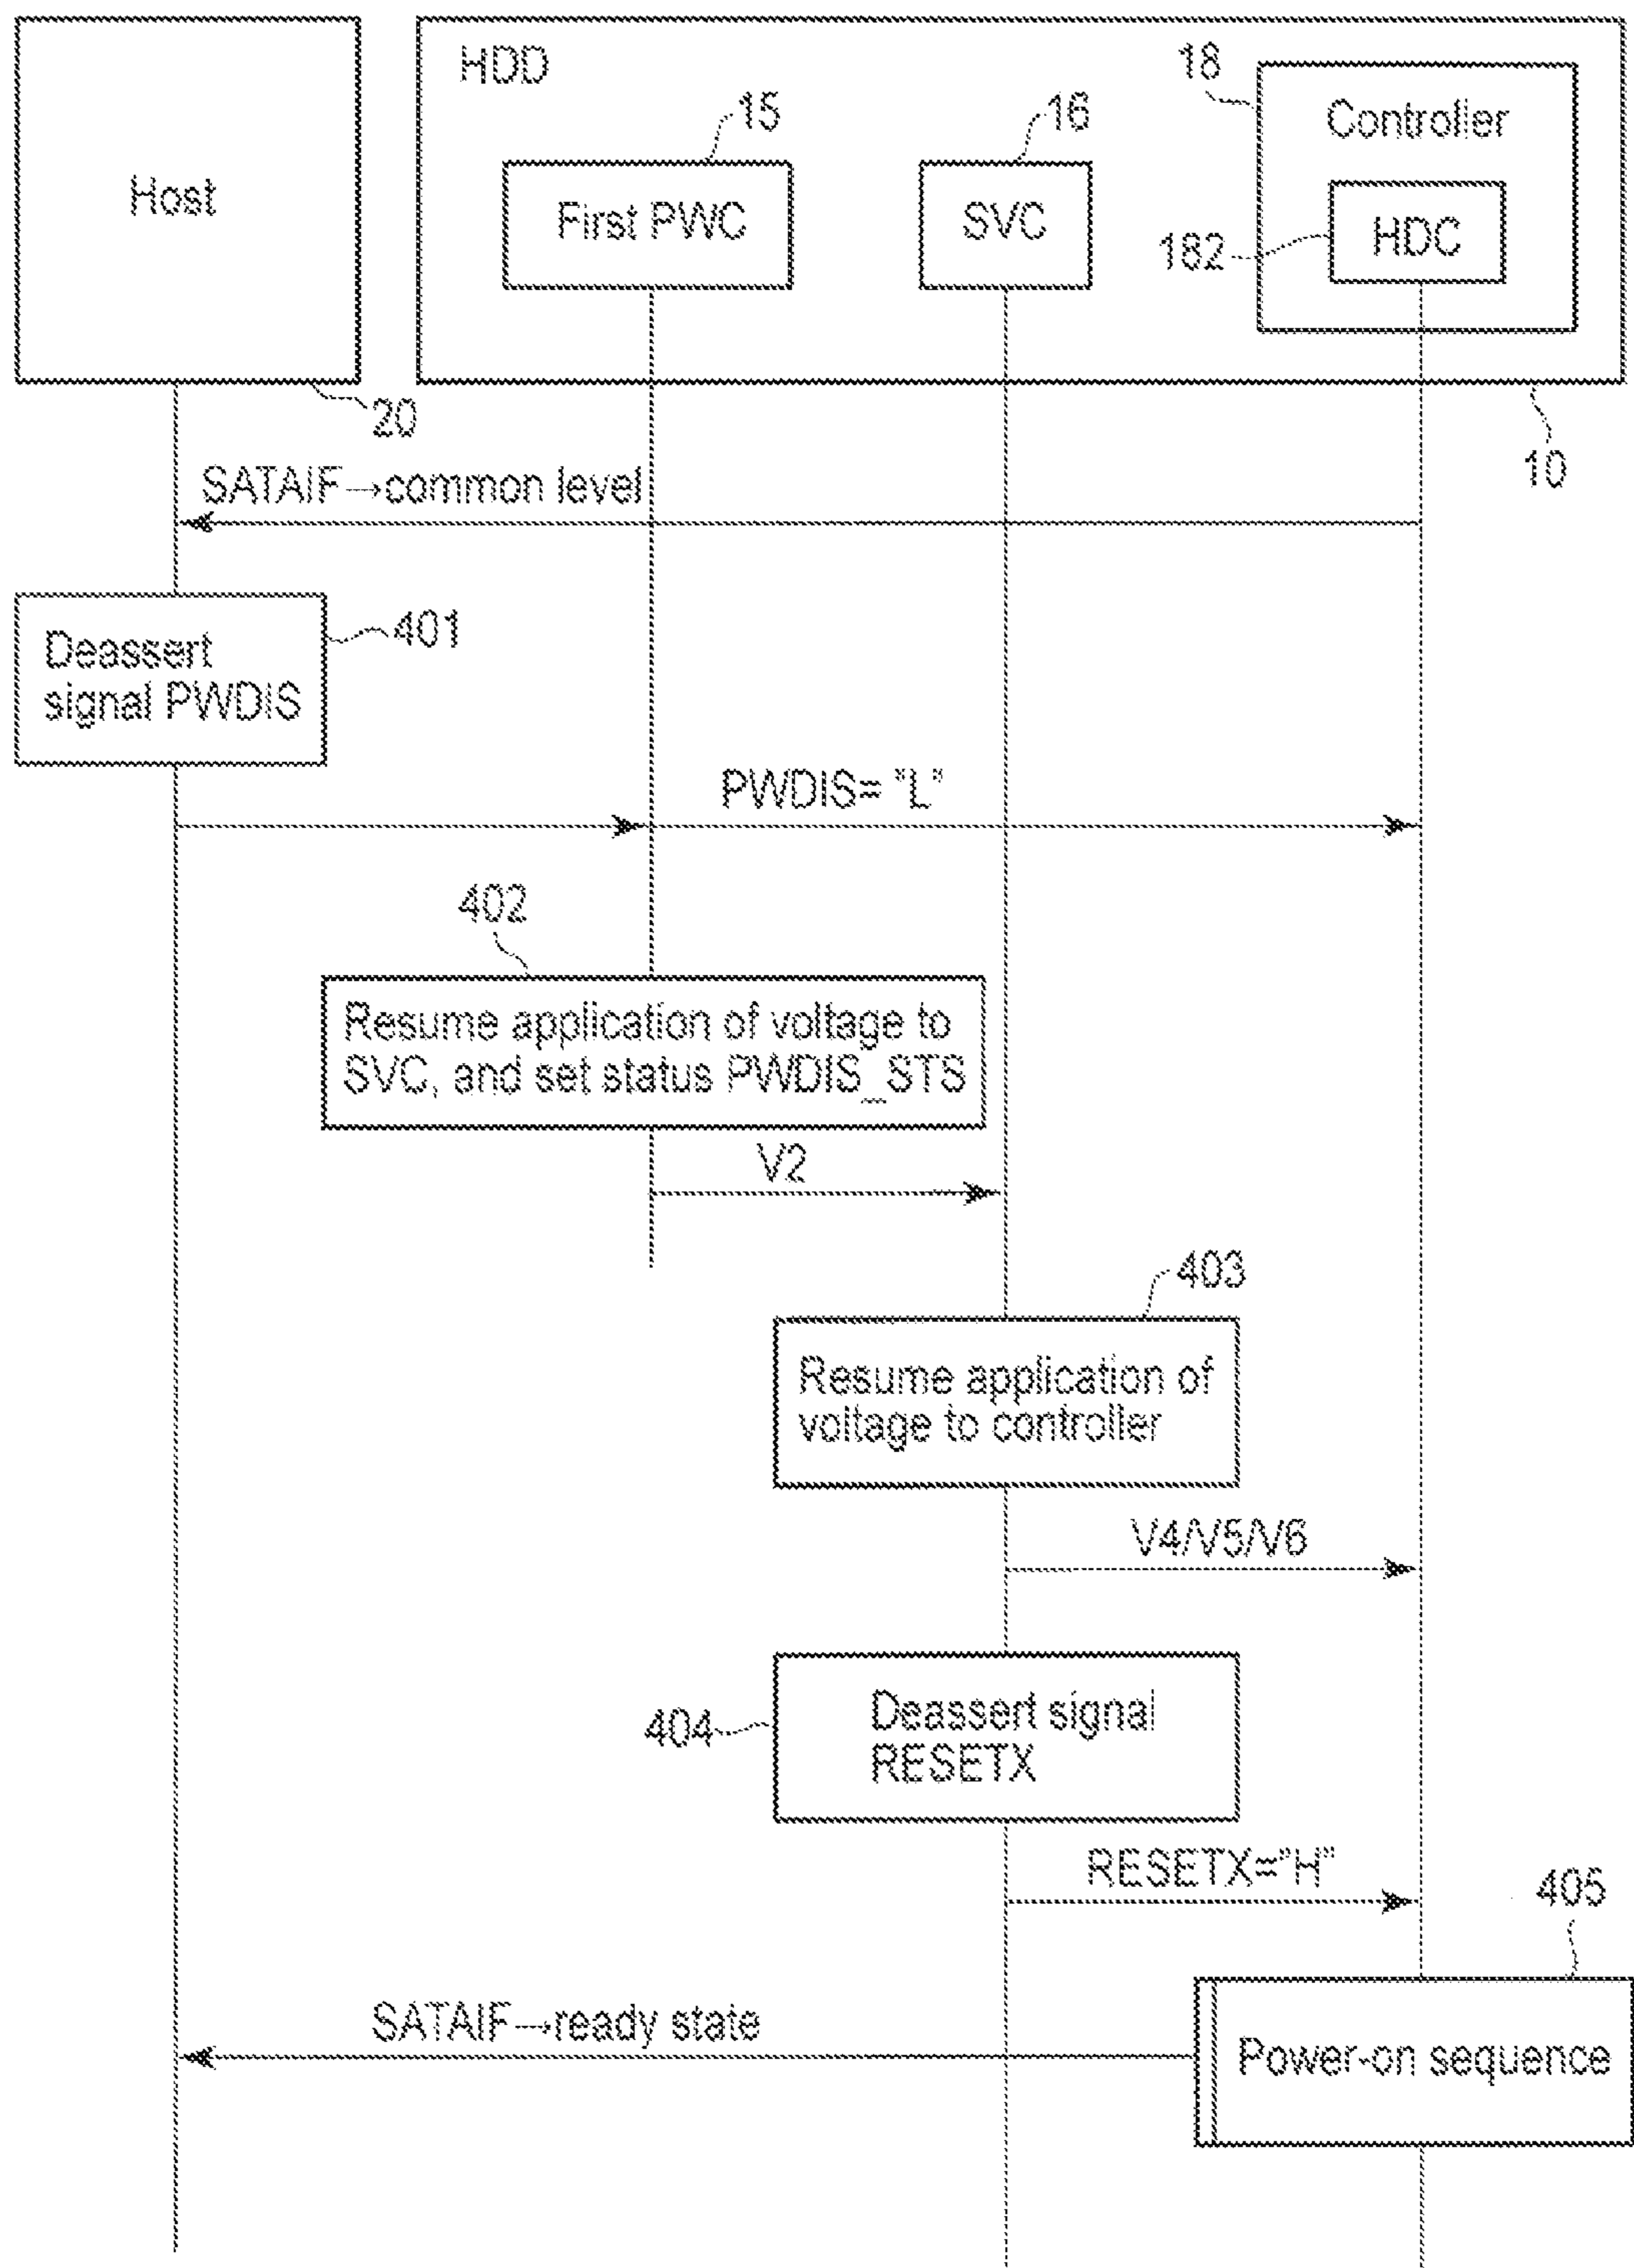 HDD
18
15
16
Controller
Host
First PWC
SVC
182
HDC
20
10
SATAIF→common level
Deassert
signal PWDIS
401
PWDIS= "L"
402
Resume application of voltage to
SVC, and set status PWDIS_STS
V2
403
Resume application of
voltage to controller
V4/V5/V6
404
Deassert signal
RESETX
RESETX="H"
405
SATAIF→ready state
Power-on sequence